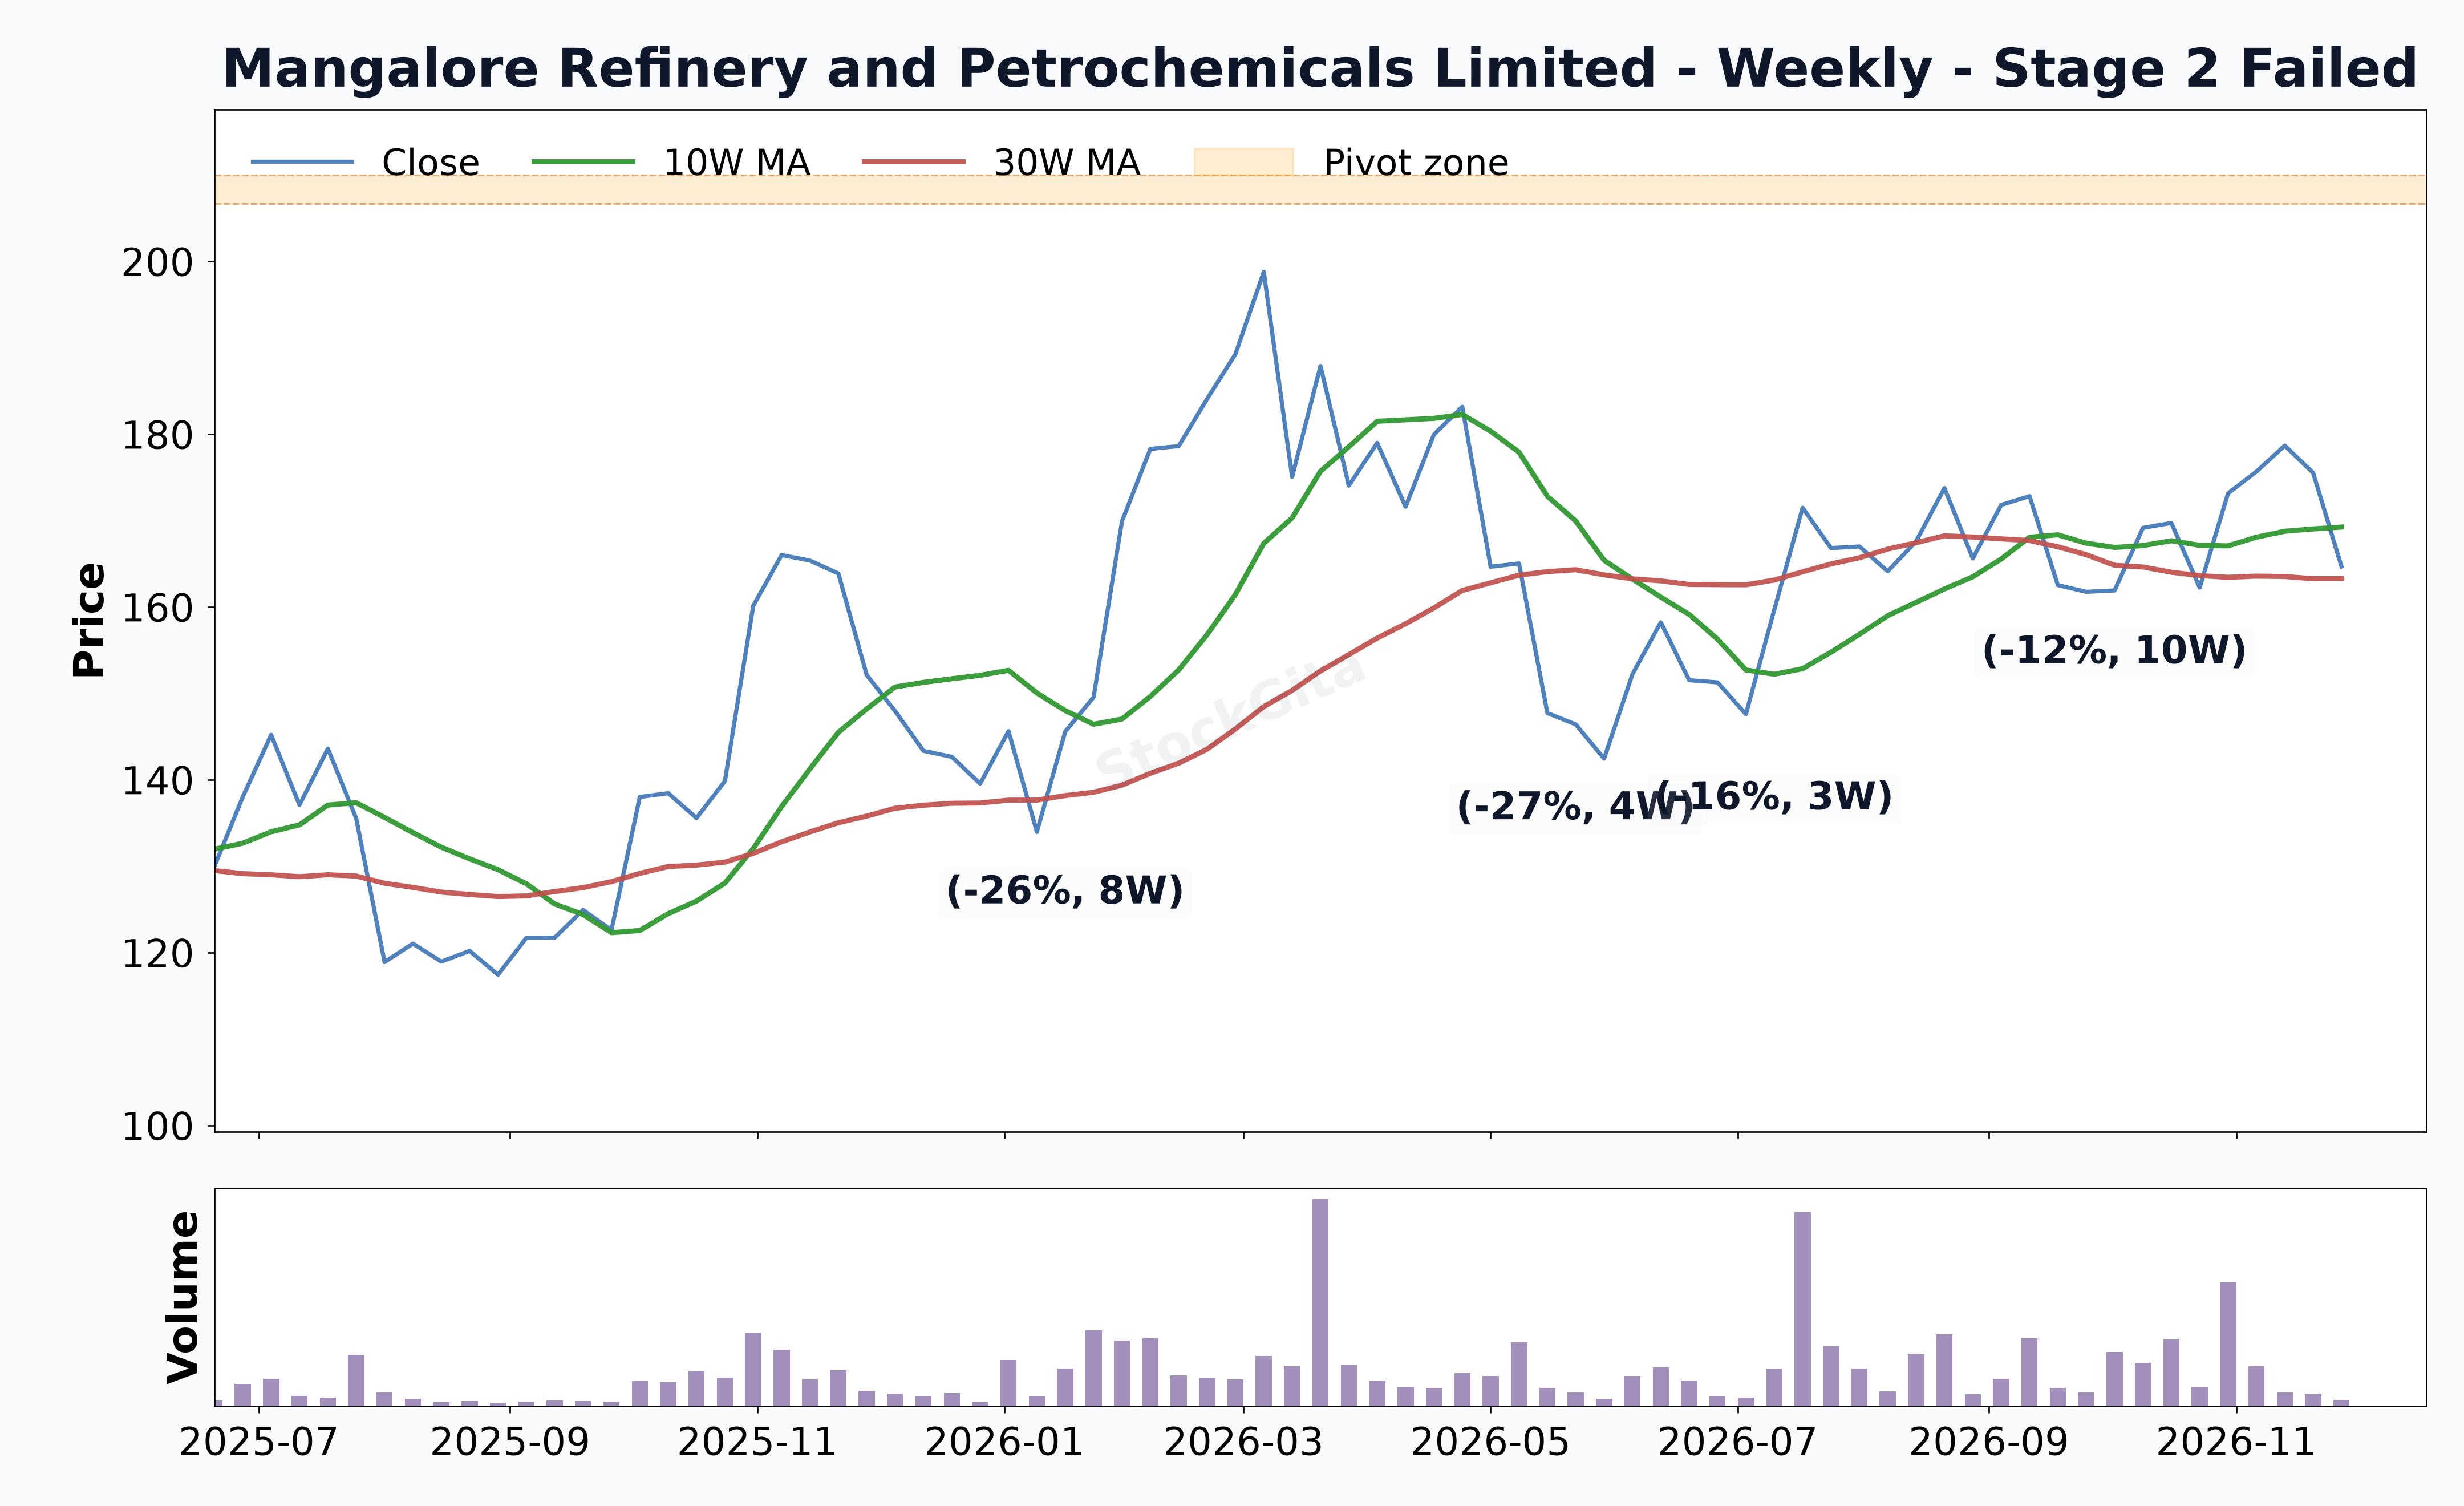 Mangalore Refinery and Petrochemicals Limited - Weekly - Stage 2 Failed
Close 10W MA 30W MA Pivot zone
200
180
160
140
120
100
Price
StockGita
(-12%, 10W)
(-16%, 3W)
(-27%, 4W)
(-26%, 8W)
Volume
2025-07 2025-09 2025-11 2026-01 2026-03 2026-05 2026-07 2026-09 2026-11